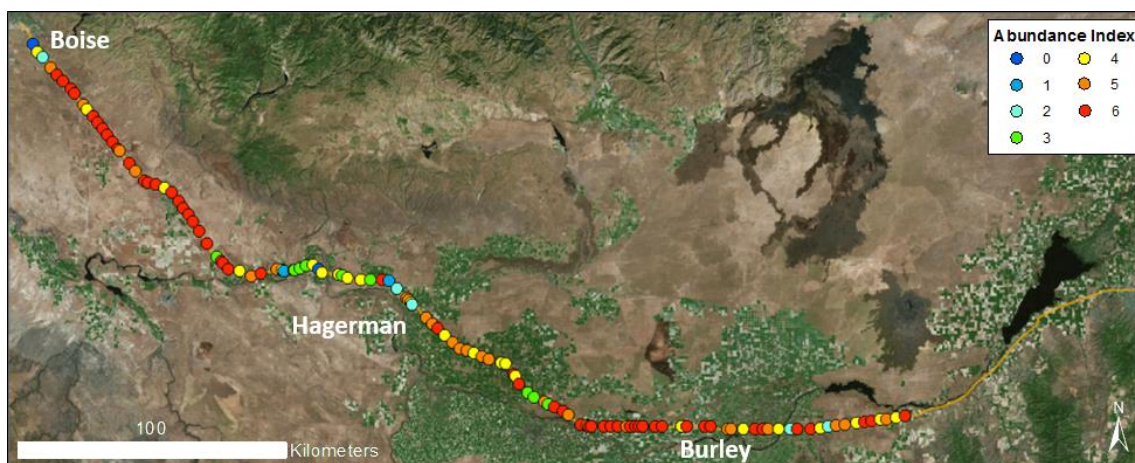 Boise
Abundance Index
0 4
1 5
2 6
3
Hagerman
100
Kilometers
Burley
N